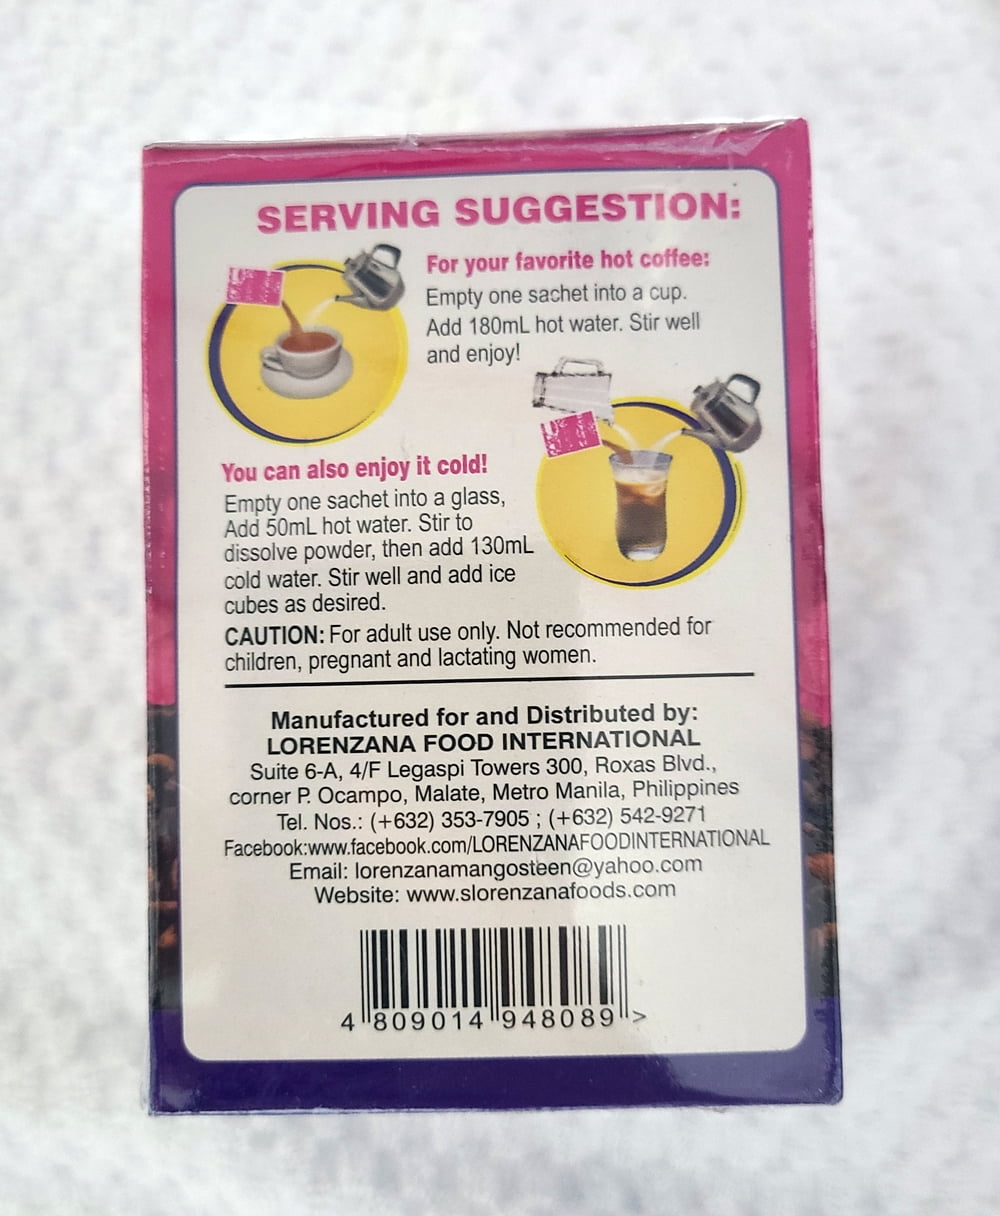 SERVING SUGGESTION:
For your favorite hot coffee:
Empty one sachet into a cup.
Add 180mL hot water. Stir well
and enjoy!
You can also enjoy it cold!
Empty one sachet into a glass,
Add 50mL hot water. Stir to
dissolve powder, then add 130mL
cold water. Stir well and add ice
cubes as desired.
CAUTION: For adult use only. Not recommended for
children, pregnant and lactating women.
Manufactured for and Distributed by:
LORENZANA FOOD INTERNATIONAL
Suite 6-A, 4/F Legaspi Towers 300, Roxas Blvd.,
corner P. Ocampo, Malate, Metro Manila, Philippines
Tel. Nos.: (+632) 353-7905 ; (+632) 542-9271
Facebook:www.facebook.com/LORENZANAFOODINTERNATIONAL
Email: lorenzanamangosteen@yahoo.com
Website: www.slorenzanafoods.com
4 809014 948089 >